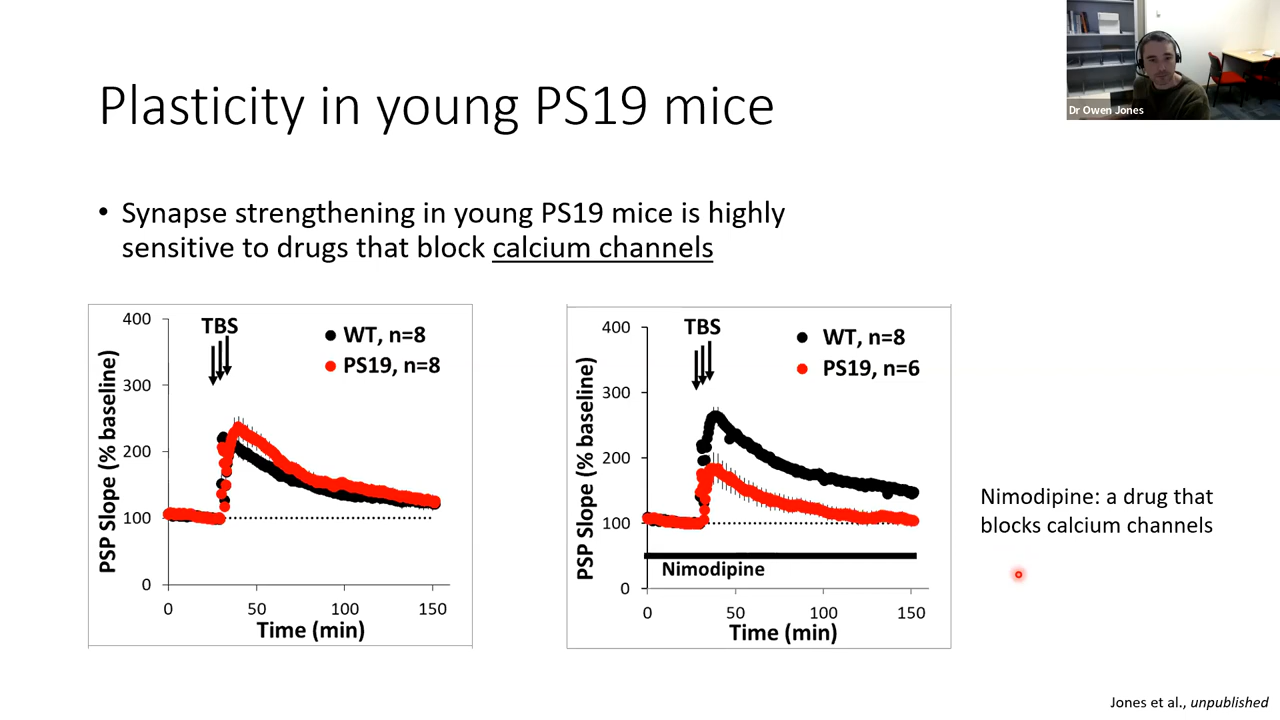 Dr Owen Jones
Plasticity in young PS19 mice
• Synapse strengthening in young PS19 mice is highly
sensitive to drugs that block calcium channels
PSP Slope (% baseline)
400
300
200
100
0
TBS
WT, n=8
PS19, n=8
0 50 100 150
Time (min)
PSP Slope (% baseline)
400
300
200
100
0
TBS
WT, n=8
PS19, n=6
Nimodipine
0 50 100 150
Time (min)
Nimodipine: a drug that
blocks calcium channels
Jones et al., unpublished